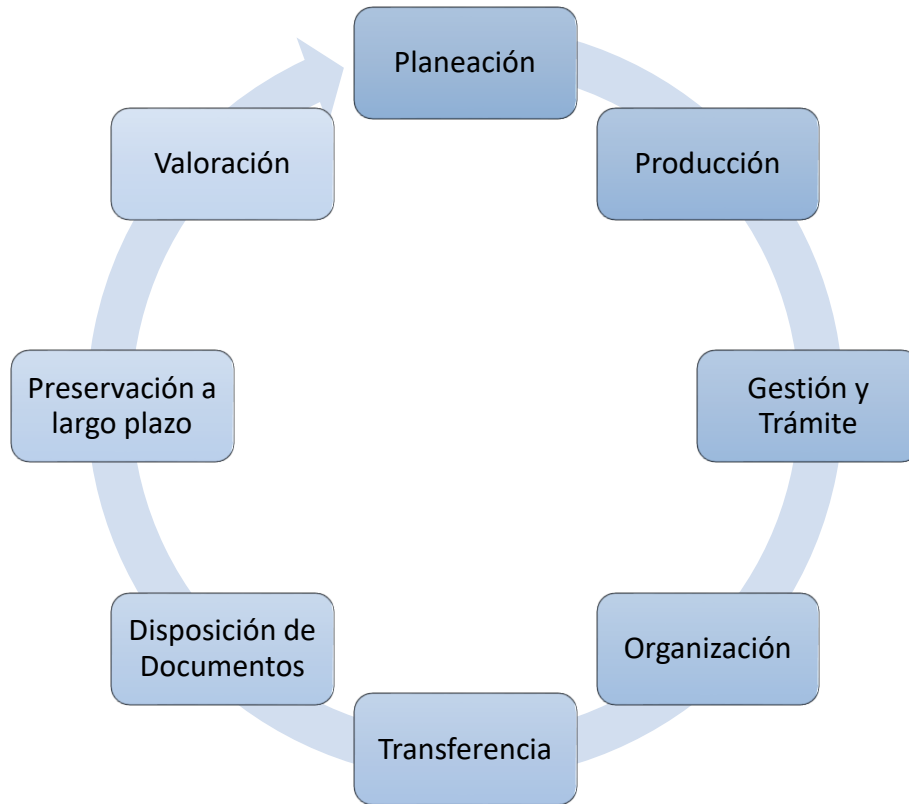 Planeación
Producción
Gestión y
Trámite
Organización
Transferencia
Disposición de
Documentos
Preservación a
largo plazo
Valoración